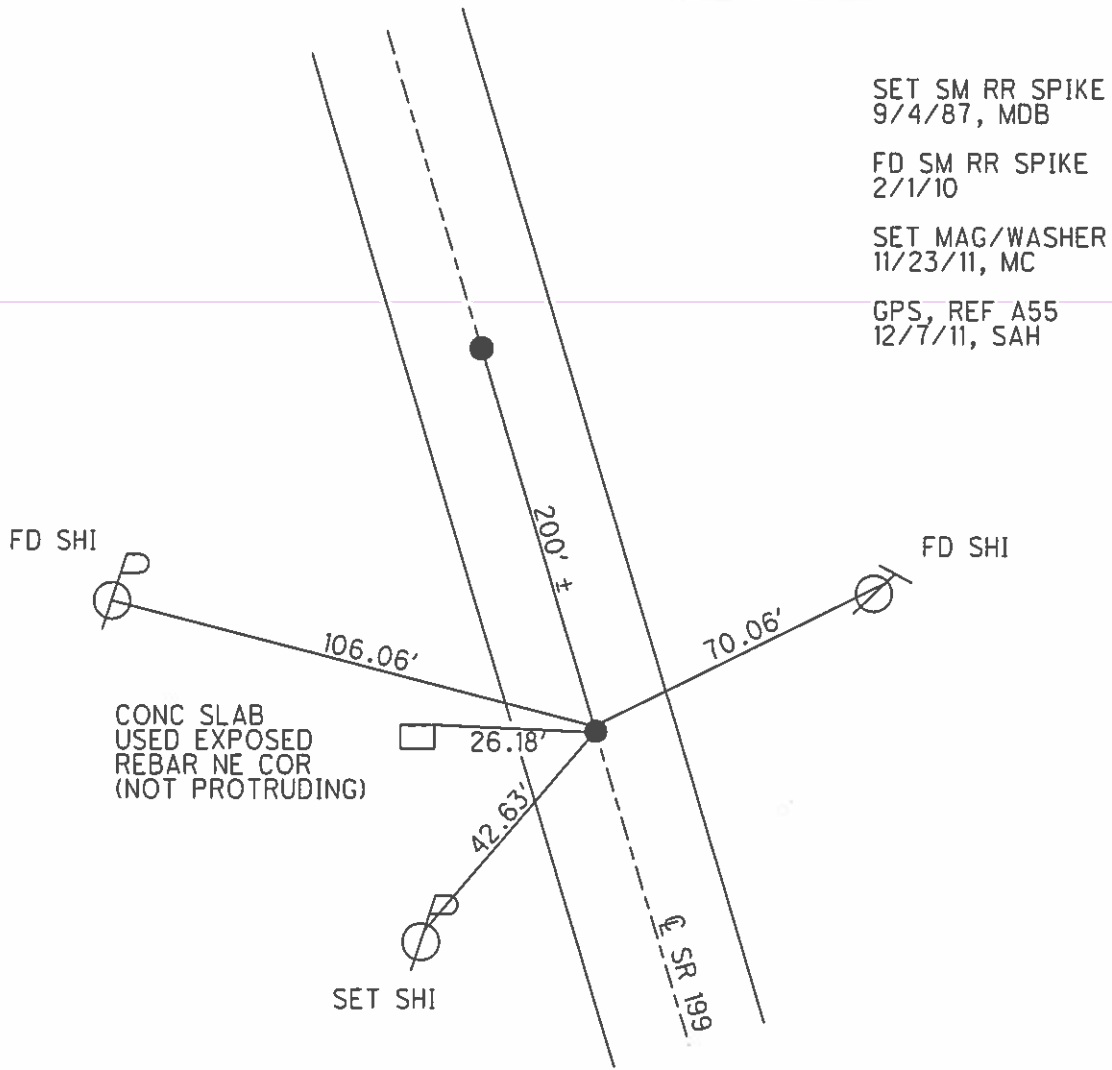 SET SM RR SPIKE
9/4/87, MDB
FD SM RR SPIKE
2/1/10
SET MAG/WASHER
11/23/11, MC
GPS, REF A55
12/7/11, SAH
200' ±
FD SHI
FD SHI
106.06'
70.06'
CONC SLAB
USED EXPOSED
REBAR NE COR
(NOT PROTRUDING)
26.18'
42.63'
SET SHI
℄ SR 199